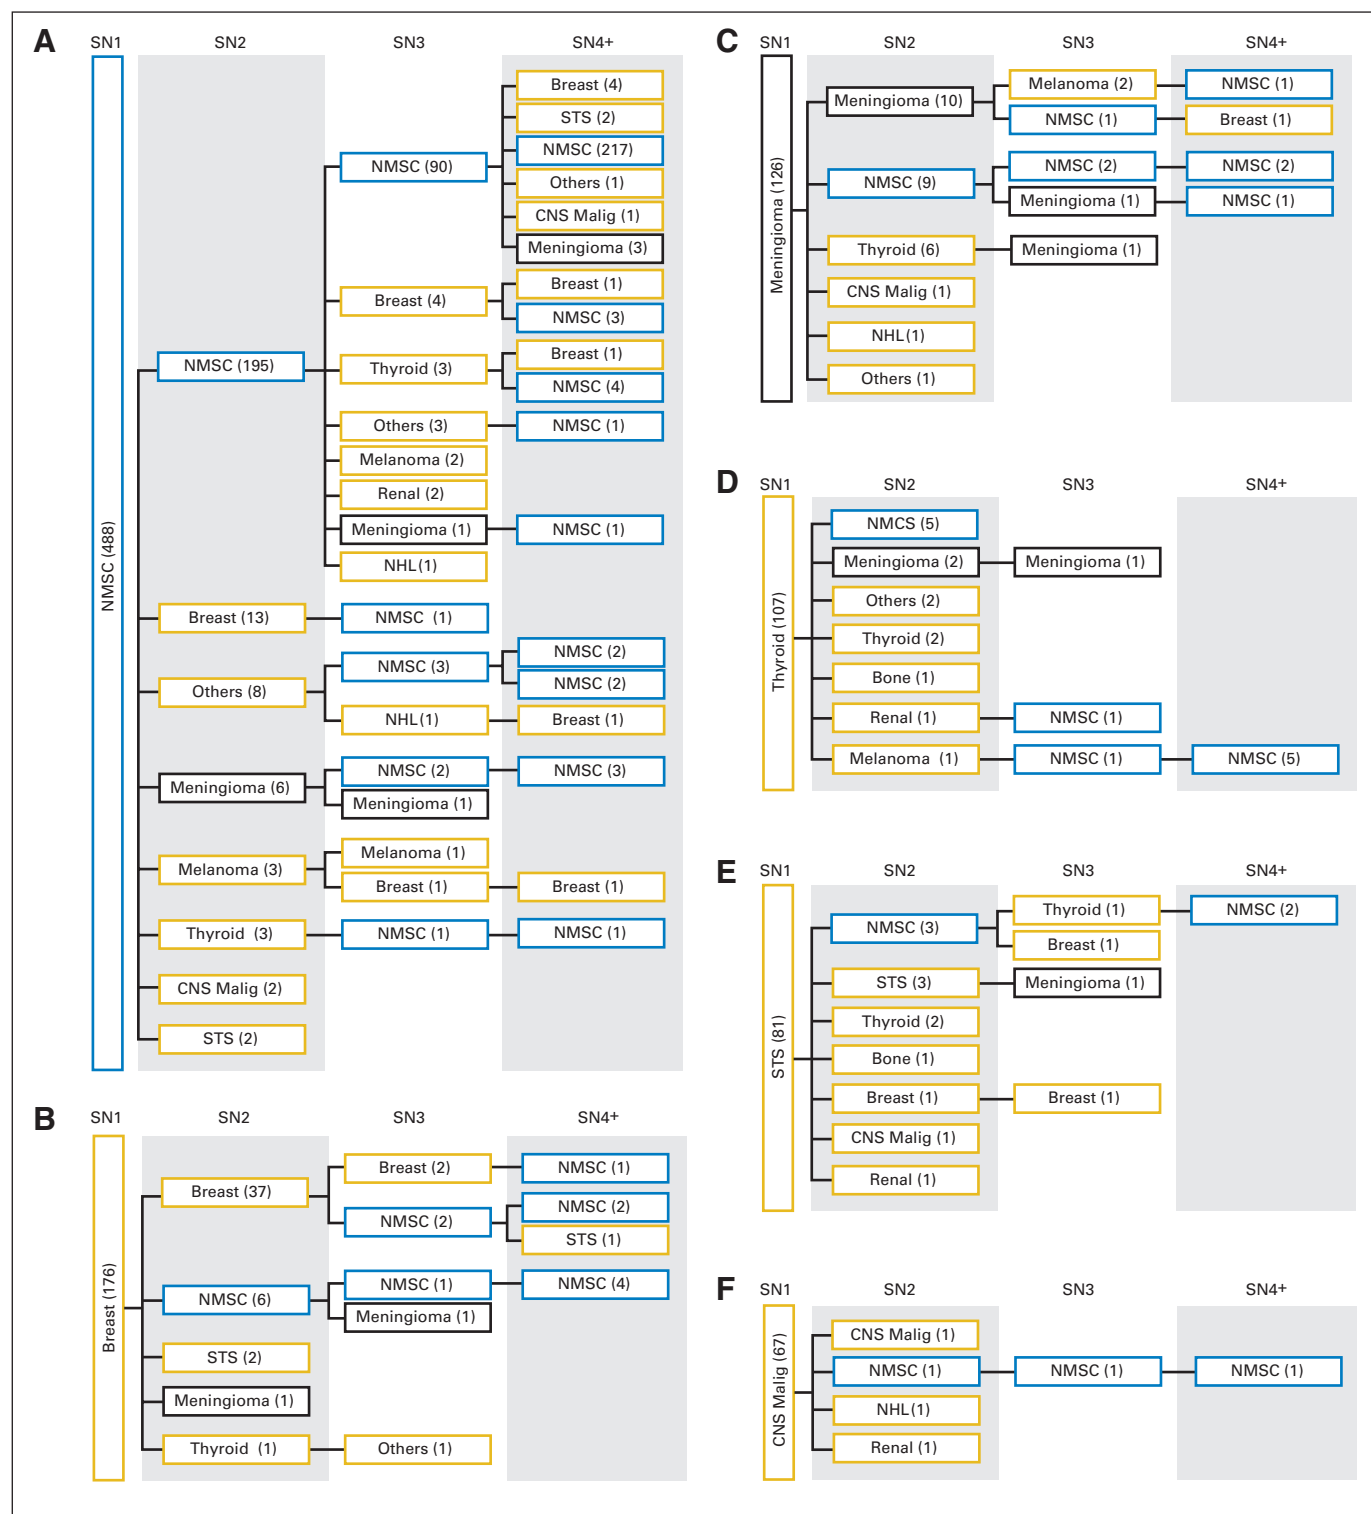 A
SN1
SN2
SN3
SN4+
NMSC (488)
NMSC (195)
NMSC (90)
Breast (4)
STS (2)
NMSC (217)
Others (1)
CNS Malig (1)
Meningioma (3)
Breast (4)
Breast (1)
NMSC (3)
Thyroid (3)
Breast (1)
NMSC (4)
Others (3)
NMSC (1)
Melanoma (2)
Renal (2)
Meningioma (1)
NMSC (1)
NHL (1)
Breast (13)
NMSC (1)
Others (8)
NMSC (3)
NMSC (2)
NMSC (2)
NHL (1)
Breast (1)
Meningioma (6)
NMSC (2)
NMSC (3)
Meningioma (1)
Melanoma (3)
Melanoma (1)
Breast (1)
Breast (1)
Thyroid (3)
NMSC (1)
NMSC (1)
CNS Malig (2)
STS (2)
B
SN1
SN2
SN3
SN4+
Breast (176)
Breast (37)
Breast (2)
NMSC (1)
NMSC (2)
NMSC (2)
STS (1)
NMSC (6)
NMSC (1)
NMSC (4)
Meningioma (1)
STS (2)
Meningioma (1)
Thyroid (1)
Others (1)
C
SN1
SN2
SN3
SN4+
Meningioma (126)
Meningioma (10)
Melanoma (2)
NMSC (1)
NMSC (1)
Breast (1)
NMSC (9)
NMSC (2)
NMSC (2)
Meningioma (1)
NMSC (1)
Thyroid (6)
Meningioma (1)
CNS Malig (1)
NHL (1)
Others (1)
D
SN1
SN2
SN3
SN4+
Thyroid (107)
NMCS (5)
Meningioma (2)
Meningioma (1)
Others (2)
Thyroid (2)
Bone (1)
Renal (1)
NMSC (1)
Melanoma (1)
NMSC (1)
NMSC (5)
E
SN1
SN2
SN3
SN4+
STS (81)
NMSC (3)
Thyroid (1)
NMSC (2)
Breast (1)
STS (3)
Meningioma (1)
Thyroid (2)
Bone (1)
Breast (1)
Breast (1)
CNS Malig (1)
Renal (1)
F
SN1
SN2
SN3
SN4+
CNS Malig (67)
CNS Malig (1)
NMSC (1)
NMSC (1)
NMSC (1)
NHL (1)
Renal (1)